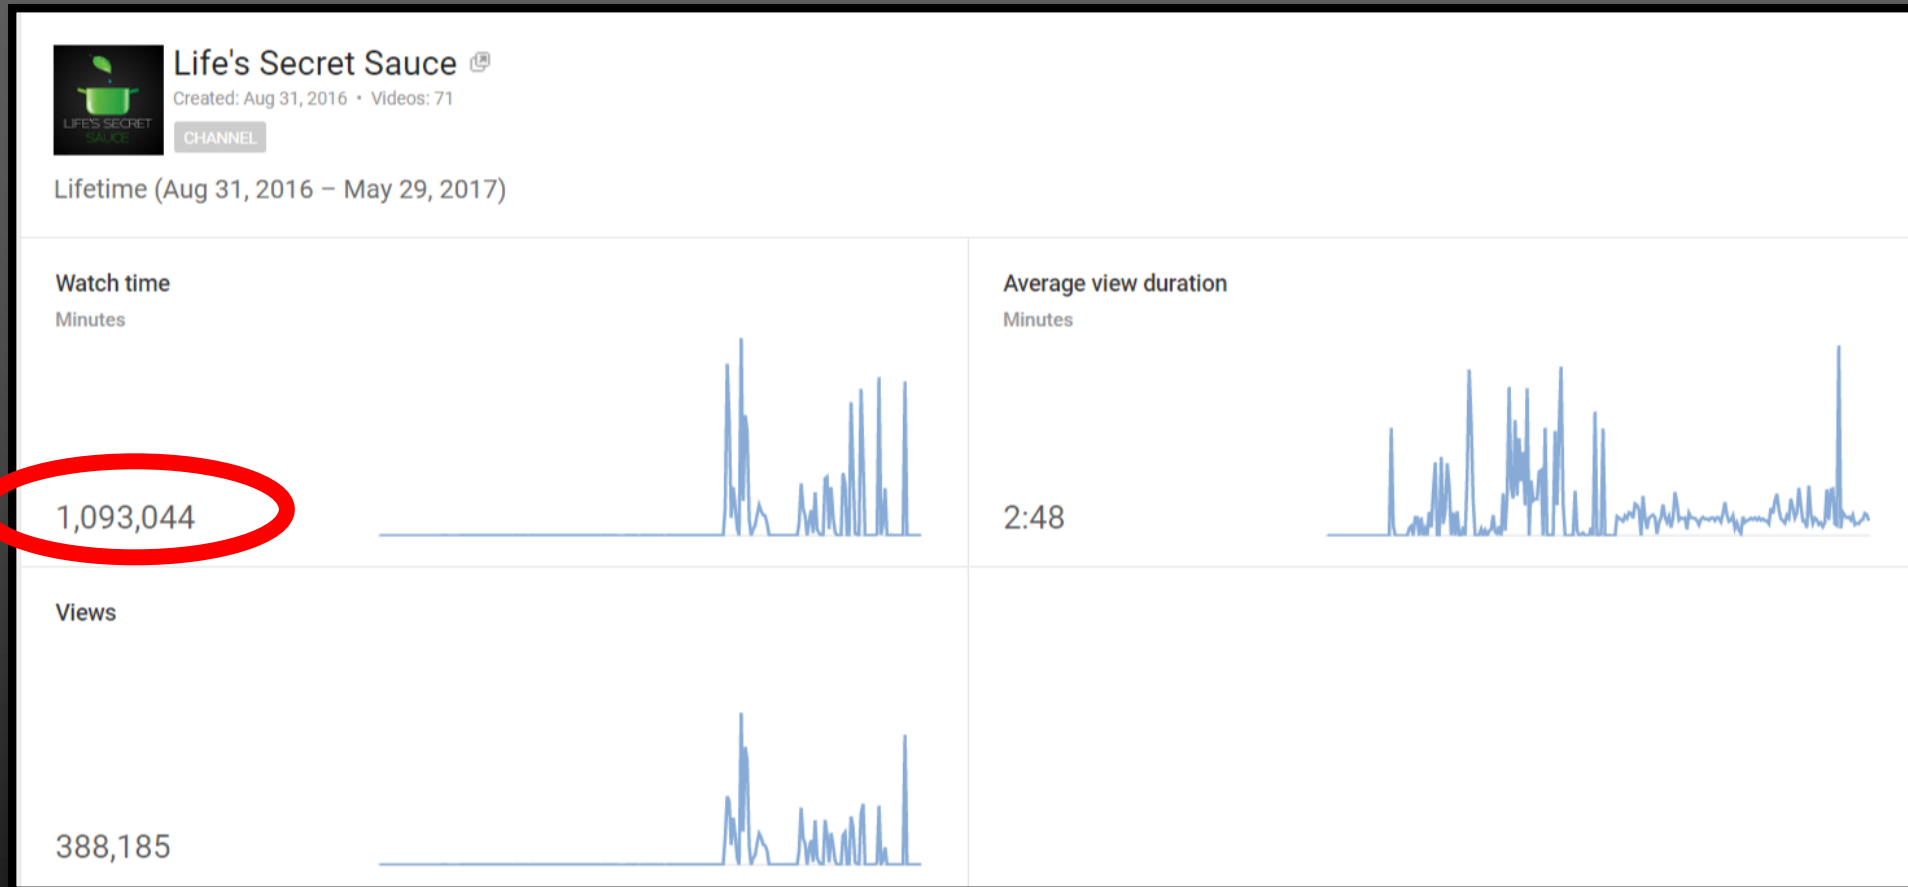 Life's Secret Sauce
Created: Aug 31, 2016 • Videos: 71
LIFE'S SECRET
SAUCE
CHANNEL
Lifetime (Aug 31, 2016 – May 29, 2017)
Watch time
Minutes
1,093,044
Average view duration
Minutes
2:48
Views
388,185